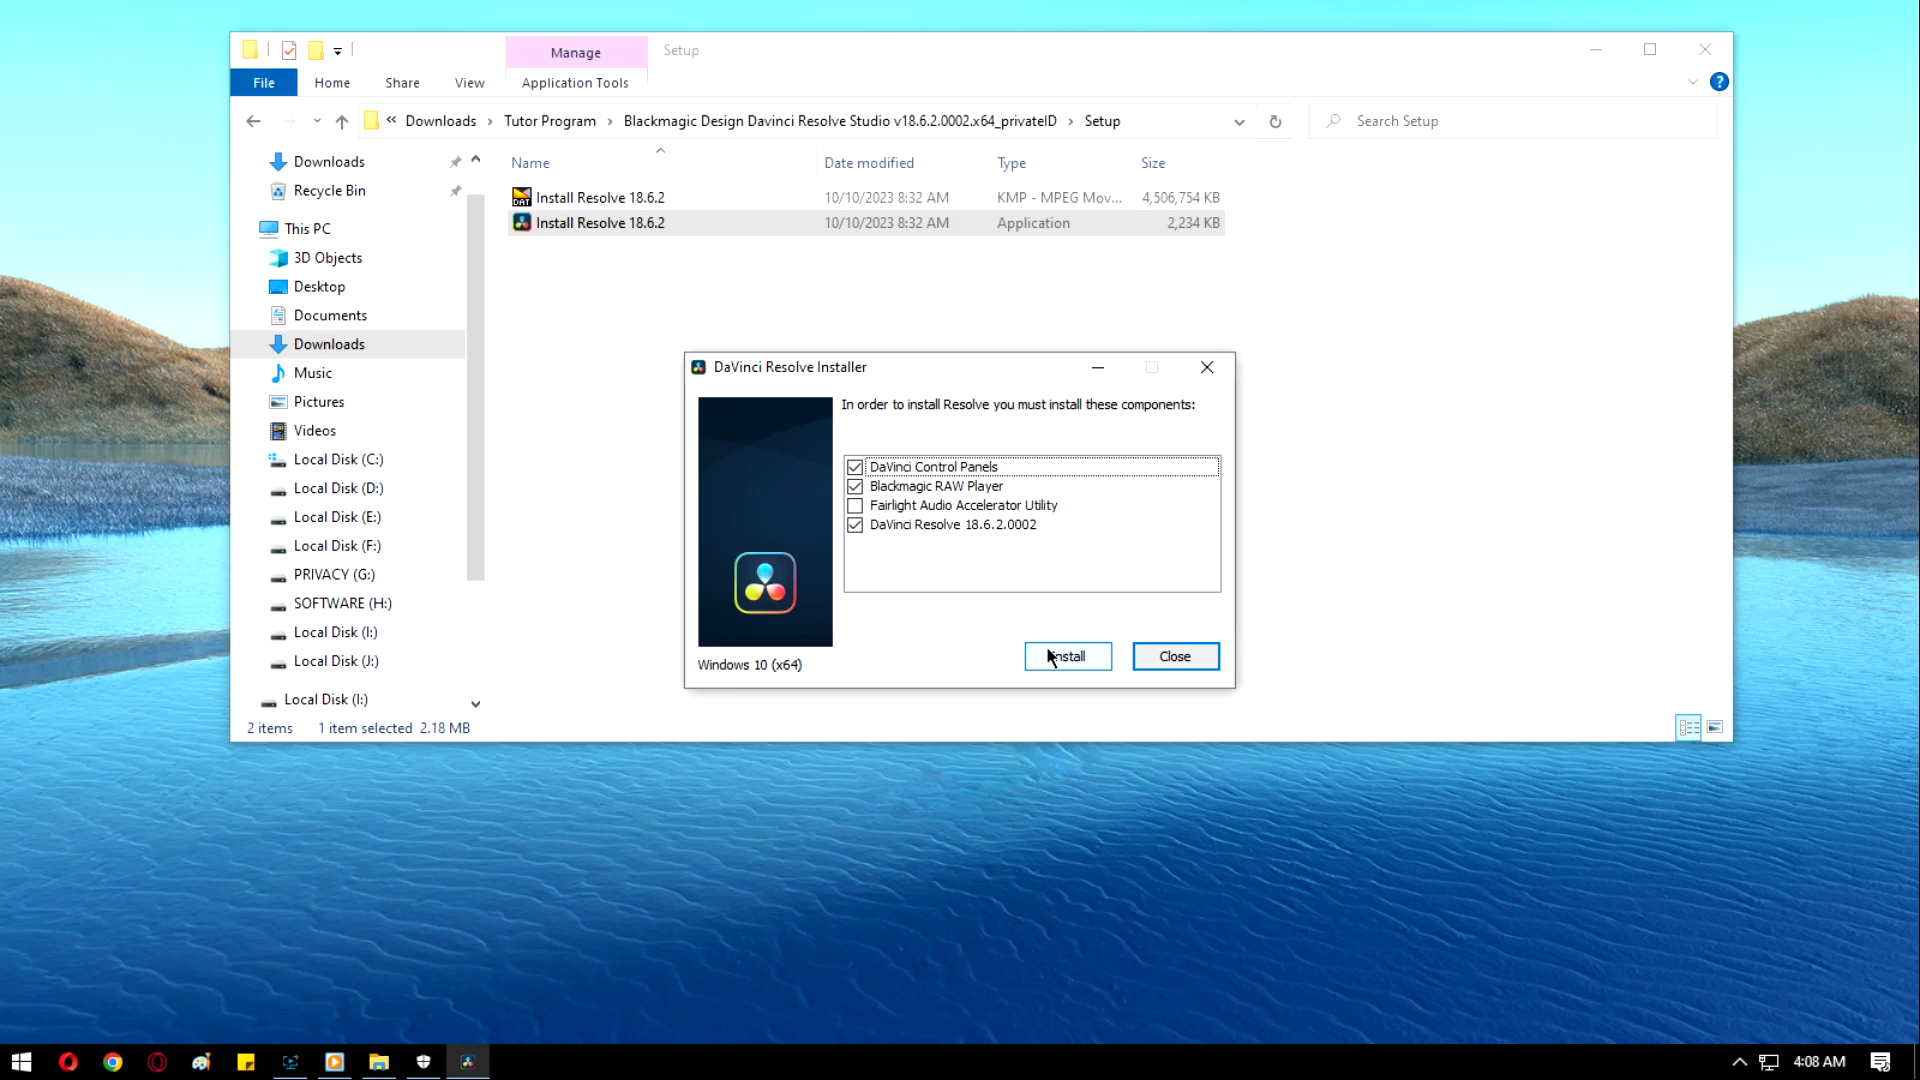 Manage
Setup
File
Home
Share
View
Application Tools
« Downloads › Tutor Program › Blackmagic Design Davinci Resolve Studio v18.6.2.0002.x64_privateID › Setup
Search Setup
Name
Date modified
Type
Size
Install Resolve 18.6.2
10/10/2023 8:32 AM
KMP - MPEG Mov...
4,506,754 KB
DAT
Install Resolve 18.6.2
10/10/2023 8:32 AM
Application
2,234 KB
Downloads
Recycle Bin
This PC
3D Objects
Desktop
Documents
Downloads
Music
Pictures
Videos
Local Disk (C:)
Local Disk (D:)
Local Disk (E:)
Local Disk (F:)
PRIVACY (G:)
SOFTWARE (H:)
Local Disk (I:)
Local Disk (J:)
Local Disk (I:)
2 items
1 item selected 2.18 MB
DaVinci Resolve Installer
In order to install Resolve you must install these components:
DaVinci Control Panels
Blackmagic RAW Player
Fairlight Audio Accelerator Utility
DaVinci Resolve 18.6.2.0002
Windows 10 (x64)
Install
Close
4:08 AM